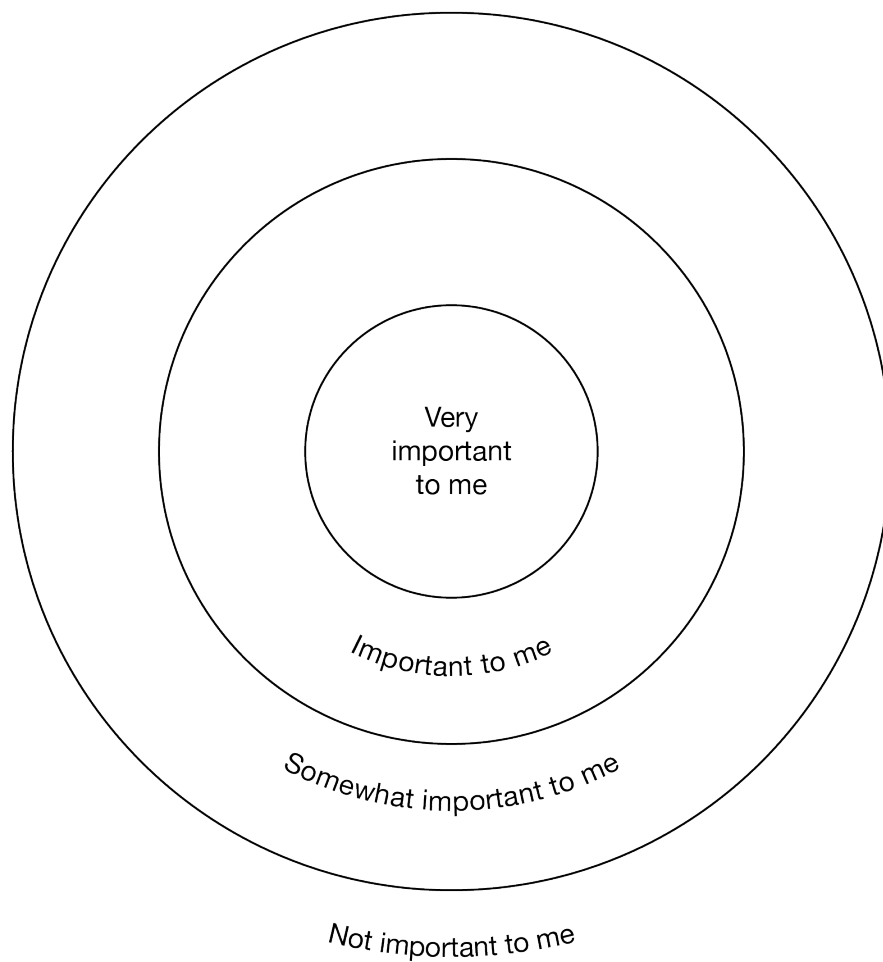 Very
important
to me
Important to me
Somewhat important to me
Not important to me